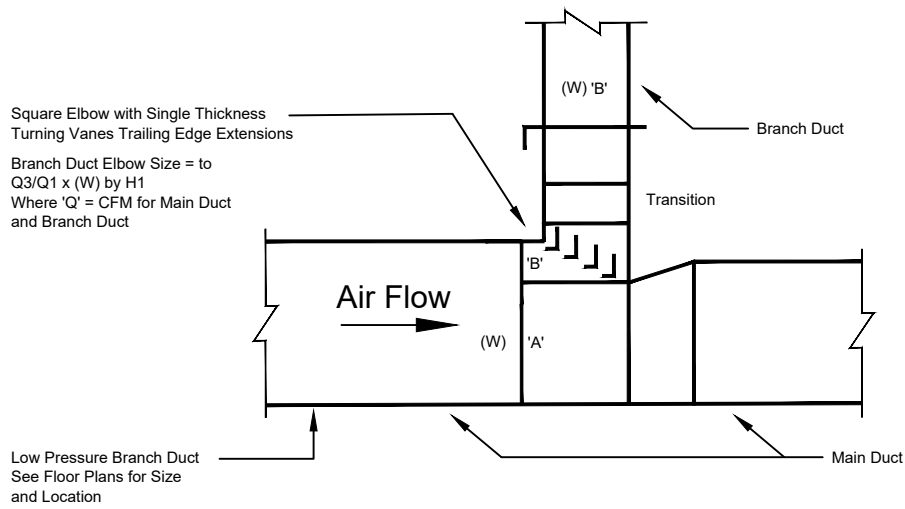 (W) 'B'
Square Elbow with Single Thickness
Turning Vanes Trailing Edge Extensions
Branch Duct
Branch Duct Elbow Size = to
Q3/Q1 x (W) by H1
Where 'Q' = CFM for Main Duct
and Branch Duct
Transition
'B'
Air Flow
(W)
'A'
Low Pressure Branch Duct
See Floor Plans for Size
and Location
Main Duct